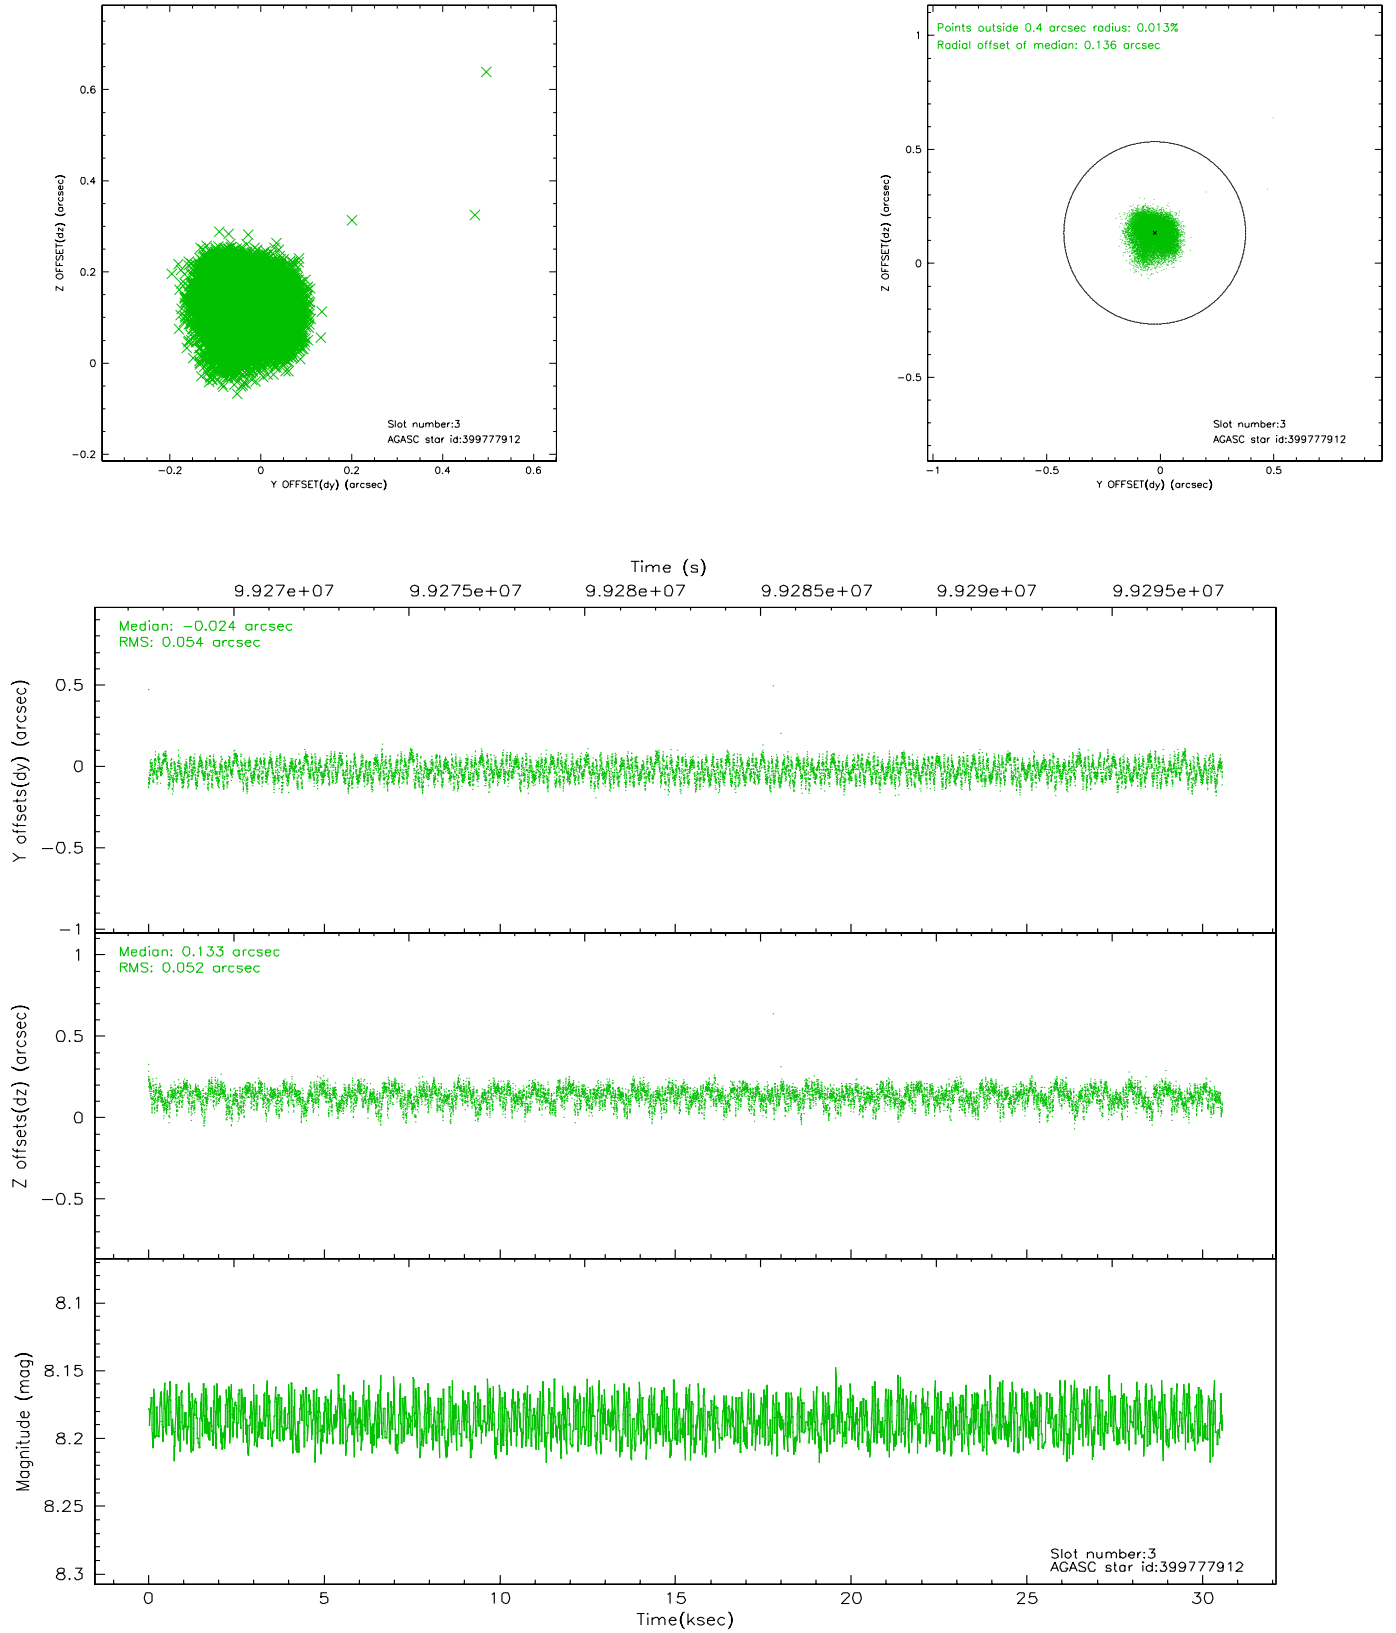 0.6
0.4
0.2
0
−0.2
Z OFFSET(dz) (arcsec)
Slot number:3
AGASC star id:399777912
−0.2 0 0.2 0.4 0.6
Y OFFSET(dy) (arcsec)
Points outside 0.4 arcsec radius: 0.013%
Radial offset of median: 0.136 arcsec
1
0.5
0
−0.5
Z OFFSET(dz) (arcsec)
Slot number:3
AGASC star id:399777912
−1 −0.5 0 0.5
Y OFFSET(dy) (arcsec)
Time (s)
9.927e+07 9.9275e+07 9.928e+07 9.9285e+07 9.929e+07 9.9295e+07
Median: −0.024 arcsec
RMS: 0.054 arcsec
0.5
0
−0.5
−1
Y offsets(dy) (arcsec)
Median: 0.133 arcsec
RMS: 0.052 arcsec
1
0.5
0
−0.5
Z offsets(dz) (arcsec)
8.1
8.15
8.2
8.25
8.3
Magnitude (mag)
Slot number:3
AGASC star id:399777912
0 5 10 15 20 25 30
Time(ksec)